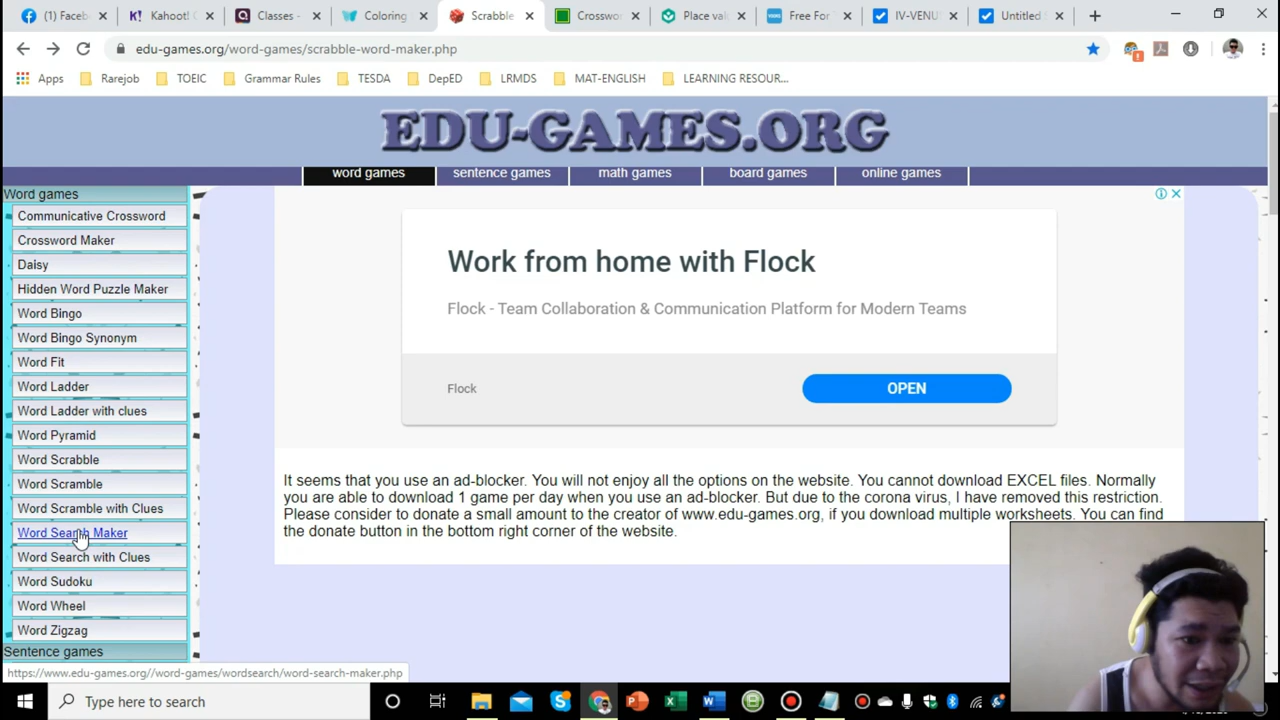 (Faceb
Kahoot!
Classes -
Coloring
Scrabble
Crosswor
Place val
Free For
IV-VENU
Untitled
edu-games.org/word-games/scrabble-word-maker.php
Apps
Rarejob
TOEIC
Grammar Rules
TESDA
DepED
LRMDS
MAT-ENGLISH
LEARNING RESOUR...
EDU-GAMES.ORG
word games
sentence games
math games
board games
online games
Word games
Communicative Crossword
Crossword Maker
Daisy
Hidden Word Puzzle Maker
Word Bingo
Word Bingo Synonym
Word Fit
Word Ladder
Word Ladder with clues
Word Pyramid
Word Scrabble
Word Scramble
Word Scramble with Clues
Word Search Maker
Word Search with Clues
Word Sudoku
Word Wheel
Word Zigzag
Sentence games
Work from home with Flock
Flock - Team Collaboration & Communication Platform for Modern Teams
Flock
OPEN
It seems that you use an ad-blocker. You will not enjoy all the options on the website. You cannot download EXCEL files. Normally
you are able to download 1 game per day when you use an ad-blocker. But due to the corona virus, I have removed this restriction.
Please consider to donate a small amount to the creator of www.edu-games.org, if you download multiple worksheets. You can find
the donate button in the bottom right corner of the website.
https://www.edu-games.org//word-games/wordsearch/word-search-maker.php
Type here to search